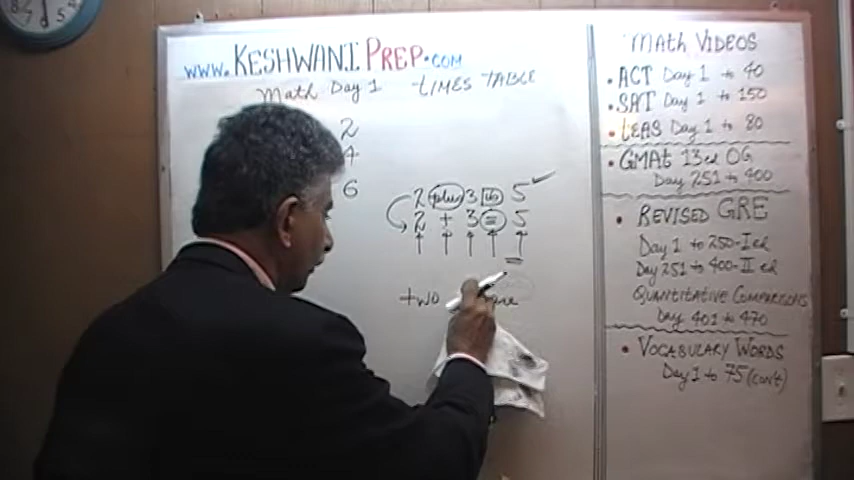 www.KESHWANI PREP.com
Math Day 1 TIMES TABLE
2
4
6
2 plus 3 is 5 ✓
2 + 3 = 5
two
MATH VIDEOS
• ACT Day 1 to 40
• SAT Day 1 to 150
• tEAS Day 1 to 80
• GMAt 13ed OG
Day 251 to 400
• REVISED GRE
Day 1 to 250-I ed
Day 251 to 400-II ed
QUANTITATIVE COMPARISONS
Day 401 to 470
• VOCABULARY WORDS
Day 1 to 75 (cont)